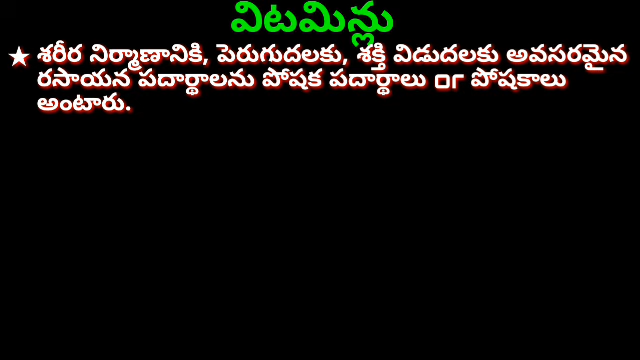 విటమిన్లు
★ శరీర నిర్మాణానికి, పెరుగుదలకు, శక్తి విడుదలకు అవసరమైన
రసాయన పదార్థాలను పోషక పదార్థాలు or పోషకాలు
అంటారు.